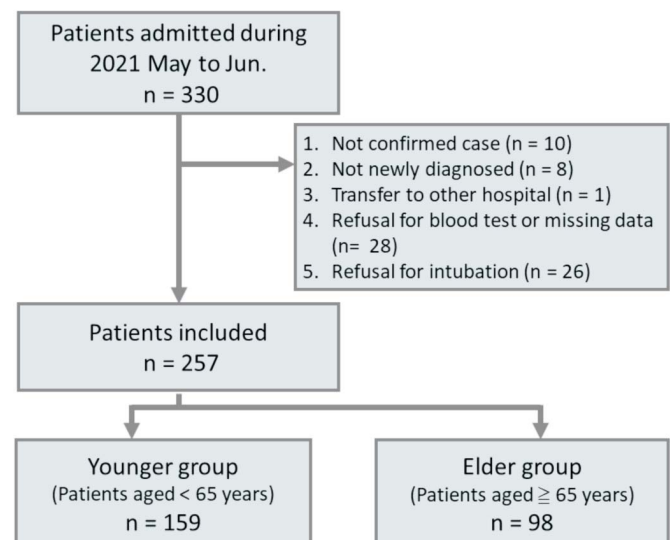 Patients admitted during
2021 May to Jun.
n = 330
1. Not confirmed case (n = 10)
2. Not newly diagnosed (n = 8)
3. Transfer to other hospital (n = 1)
4. Refusal for blood test or missing data
(n= 28)
5. Refusal for intubation (n = 26)
Patients included
n = 257
Younger group
(Patients aged < 65 years)
n = 159
Elder group
(Patients aged ≧ 65 years)
n = 98